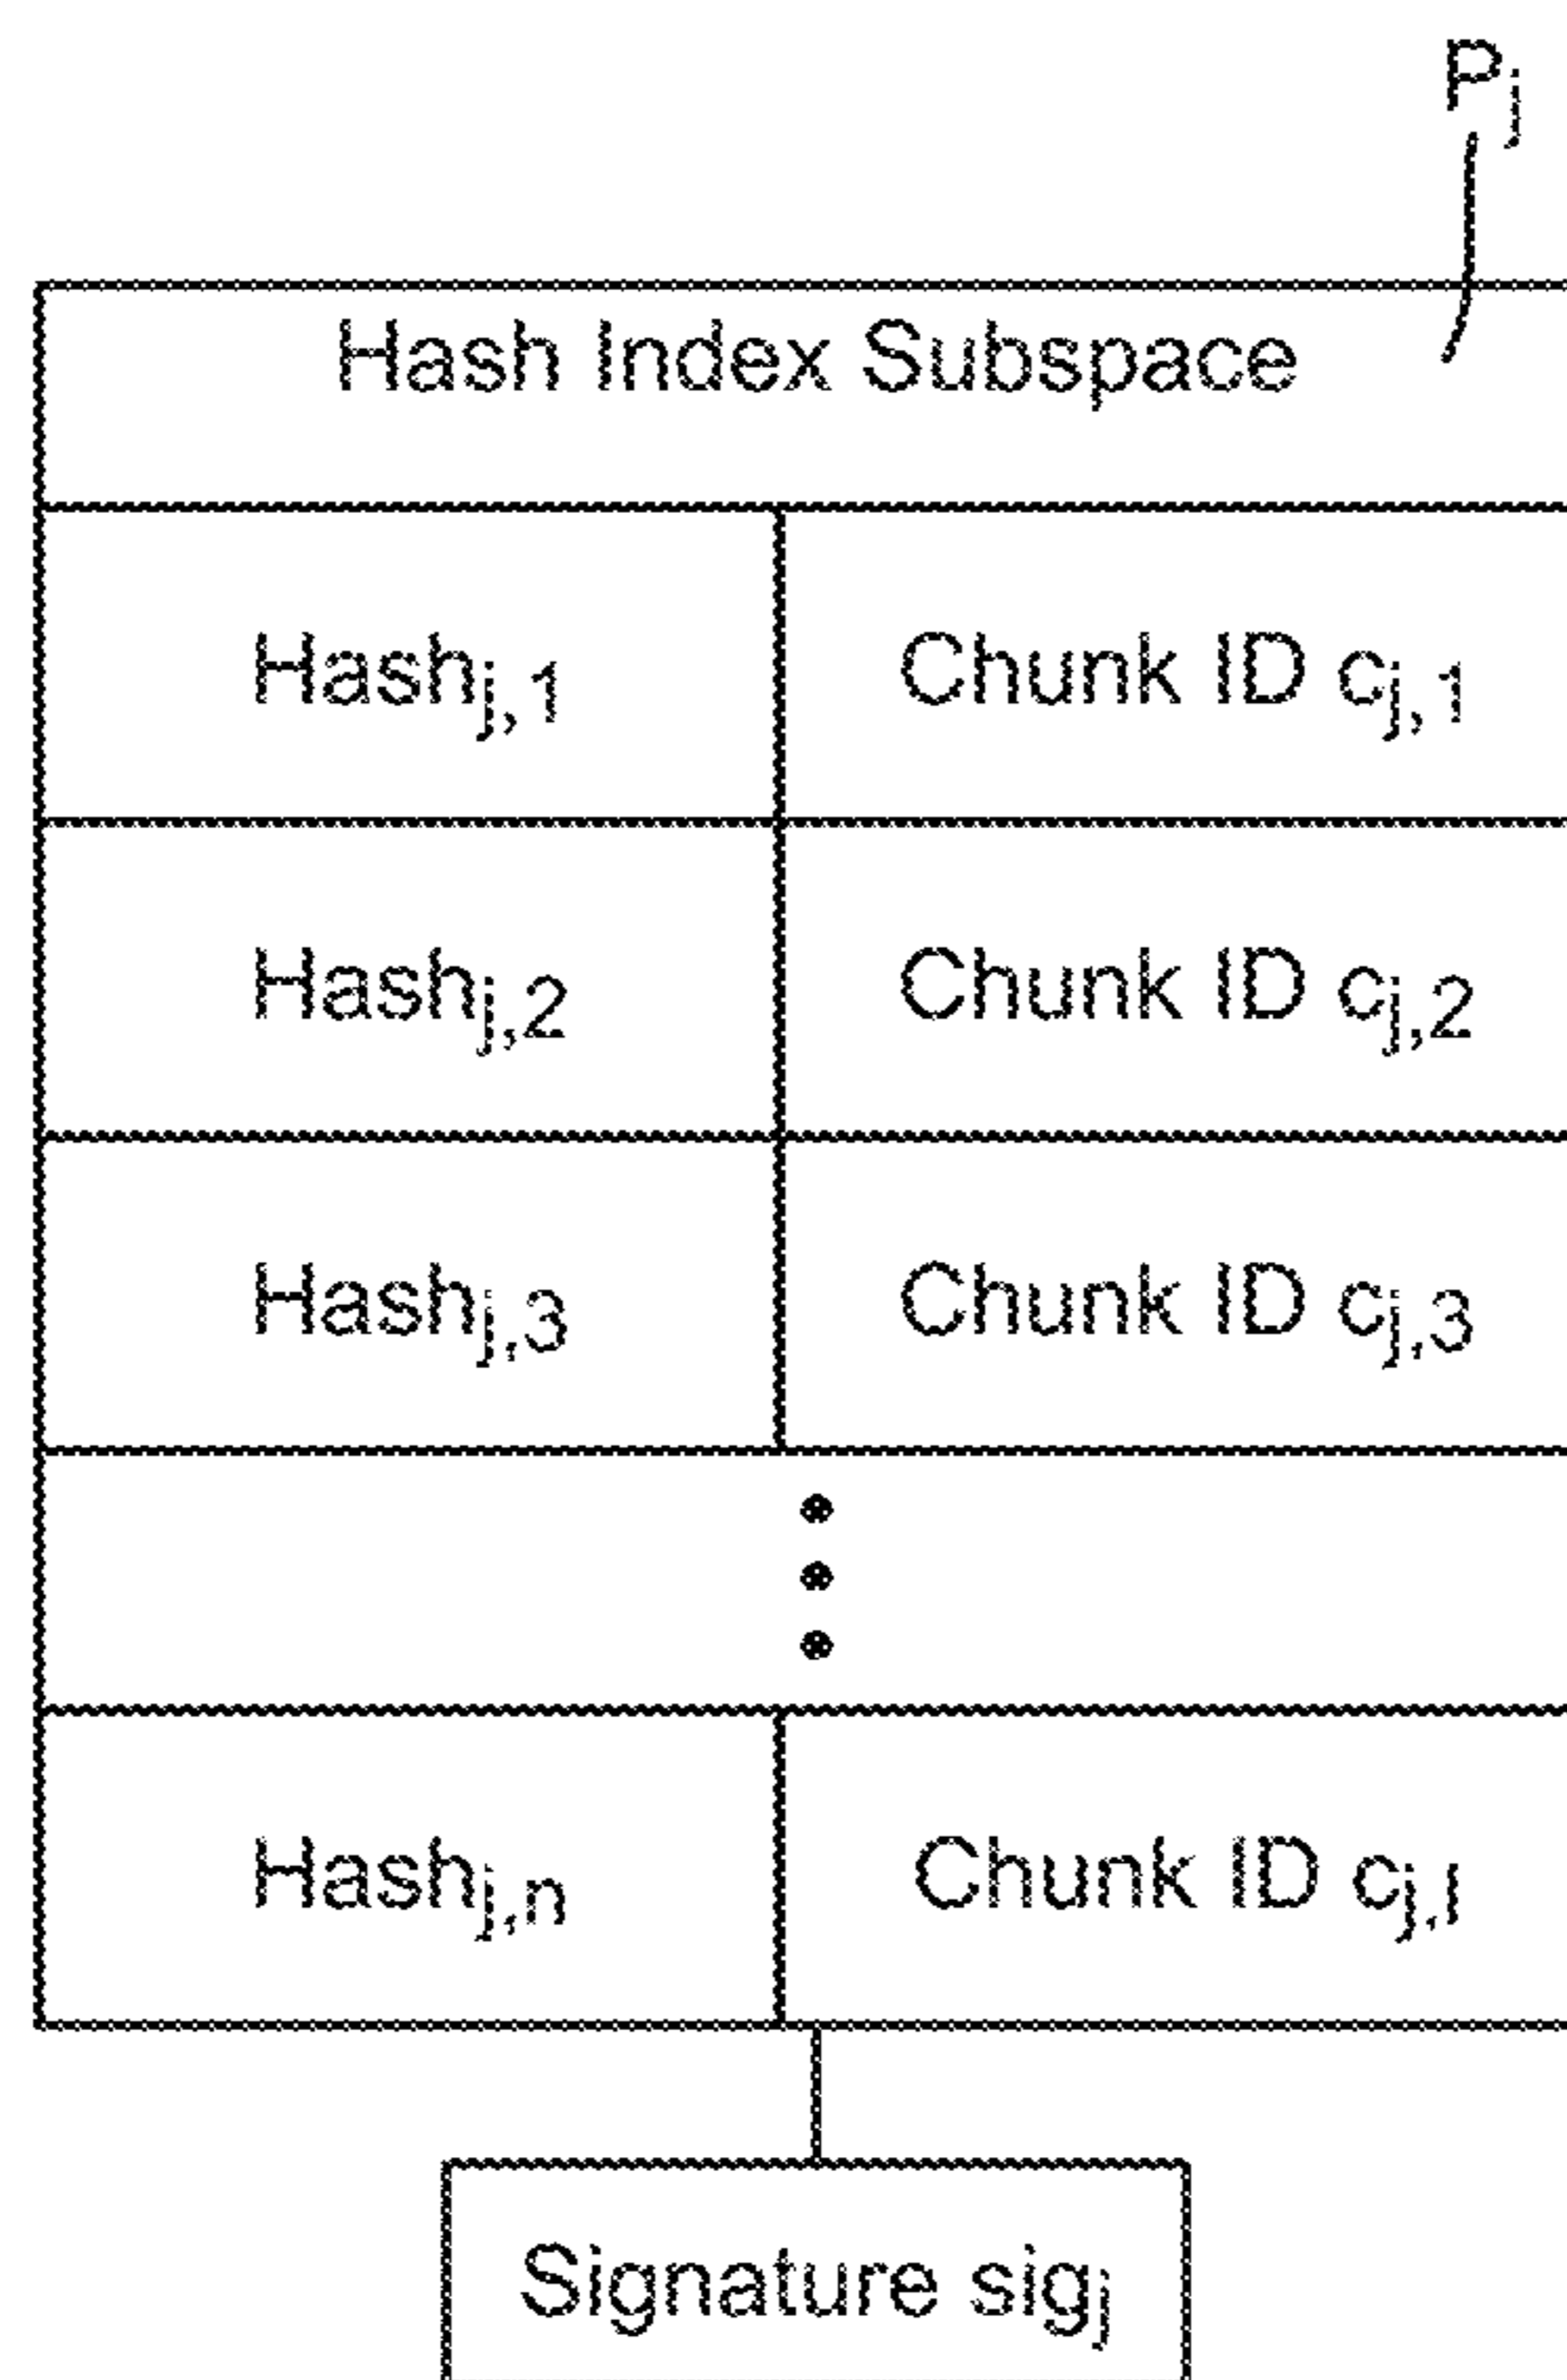 Pj
Hash Index Subspace
Hashj,1 Chunk ID cj,1
Hashj,2 Chunk ID cj,2
Hashj,3 Chunk ID cj,3
Hashj,n Chunk ID cj,l
Signature sigj